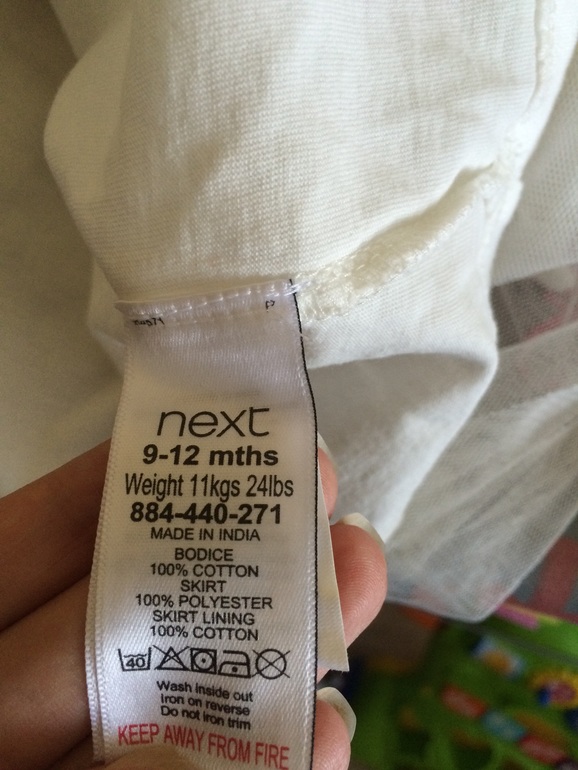 next
9-12 mths
Weight 11kgs 24lbs
884-440-271
MADE IN INDIA
BODICE
100% COTTON
SKIRT
100% POLYESTER
SKIRT LINING
100% COTTON
40
Wash inside out
Iron on reverse
Do not iron trim
KEEP AWAY FROM FIRE